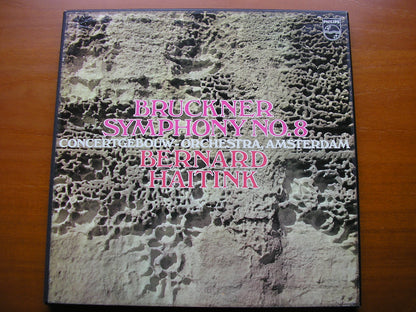 PHILIPS
BRUCKNER
SYMPHONY NO.8
CONCERTGEBOUW-ORCHESTRA, AMSTERDAM
BERNARD
HAITINK